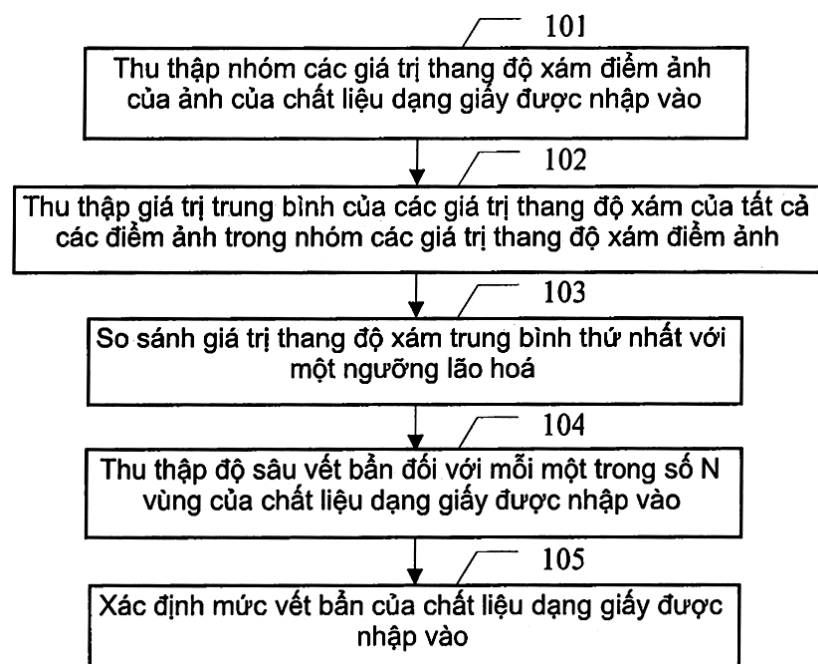 101
Thu thập nhóm các giá trị thang độ xám điểm ảnh
của ảnh của chất liệu dạng giấy được nhập vào
102
Thu thập giá trị trung bình của các giá trị thang độ xám của tất cả
các điểm ảnh trong nhóm các giá trị thang độ xám điểm ảnh
103
So sánh giá trị thang độ xám trung bình thứ nhất với
một ngưỡng lão hoá
104
Thu thập độ sâu vết bẩn đối với mỗi một trong số N
vùng của chất liệu dạng giấy được nhập vào
105
Xác định mức vết bẩn của chất liệu dạng giấy được
nhập vào